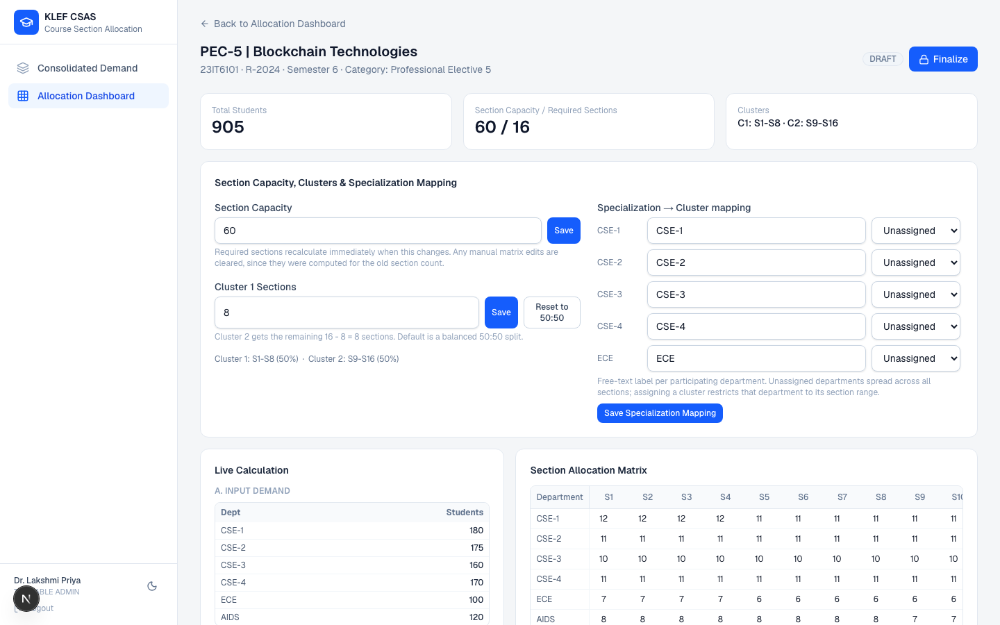 KLEF CSAS
Course Section Allocation
Consolidated Demand
Allocation Dashboard
Dr. Lakshmi Priya
ABLE ADMIN
gout
N
Back to Allocation Dashboard
PEC-5 | Blockchain Technologies
23IT6101 · R-2024 · Semester 6 · Category: Professional Elective 5
DRAFT
Finalize
Total Students
905
Section Capacity / Required Sections
60 / 16
Clusters
C1: S1-S8 · C2: S9-S16
Section Capacity, Clusters & Specialization Mapping
Section Capacity
60
Save
Required sections recalculate immediately when this changes. Any manual matrix edits are
cleared, since they were computed for the old section count.
Cluster 1 Sections
8
Save
Reset to
50:50
Cluster 2 gets the remaining 16 - 8 = 8 sections. Default is a balanced 50:50 split.
Cluster 1: S1-S8 (50%) · Cluster 2: S9-S16 (50%)
Specialization → Cluster mapping
CSE-1 CSE-1 Unassigned
CSE-2 CSE-2 Unassigned
CSE-3 CSE-3 Unassigned
CSE-4 CSE-4 Unassigned
ECE ECE Unassigned
Free-text label per participating department. Unassigned departments spread across all
sections; assigning a cluster restricts that department to its section range.
Save Specialization Mapping
Live Calculation
A. INPUT DEMAND
Dept Students
CSE-1 180
CSE-2 175
CSE-3 160
CSE-4 170
ECE 100
AIDS 120
Section Allocation Matrix
Department S1 S2 S3 S4 S5 S6 S7 S8 S9 S10
CSE-1 12 12 12 12 11 11 11 11 11 11
CSE-2 11 11 11 11 11 11 11 11 11 11
CSE-3 10 10 10 10 10 10 10 10 10 10
CSE-4 11 11 11 11 11 11 11 11 11 11
ECE 7 7 7 7 6 6 6 6 6 6
AIDS 8 8 8 8 8 8 8 8 7 7